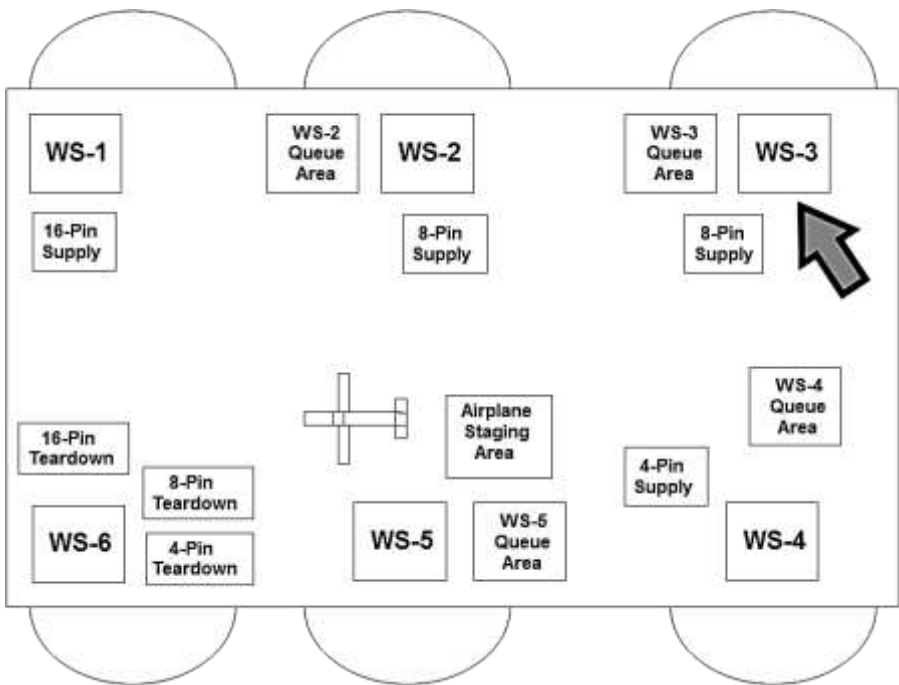 WS-1
WS-2
Queue
Area
WS-2
WS-3
Queue
Area
WS-3
16-Pin
Supply
8-Pin
Supply
8-Pin
Supply
WS-4
Queue
Area
Airplane
Staging
Area
16-Pin
Teardown
4-Pin
Supply
8-Pin
Teardown
WS-6
4-Pin
Teardown
WS-5
WS-5
Queue
Area
WS-4